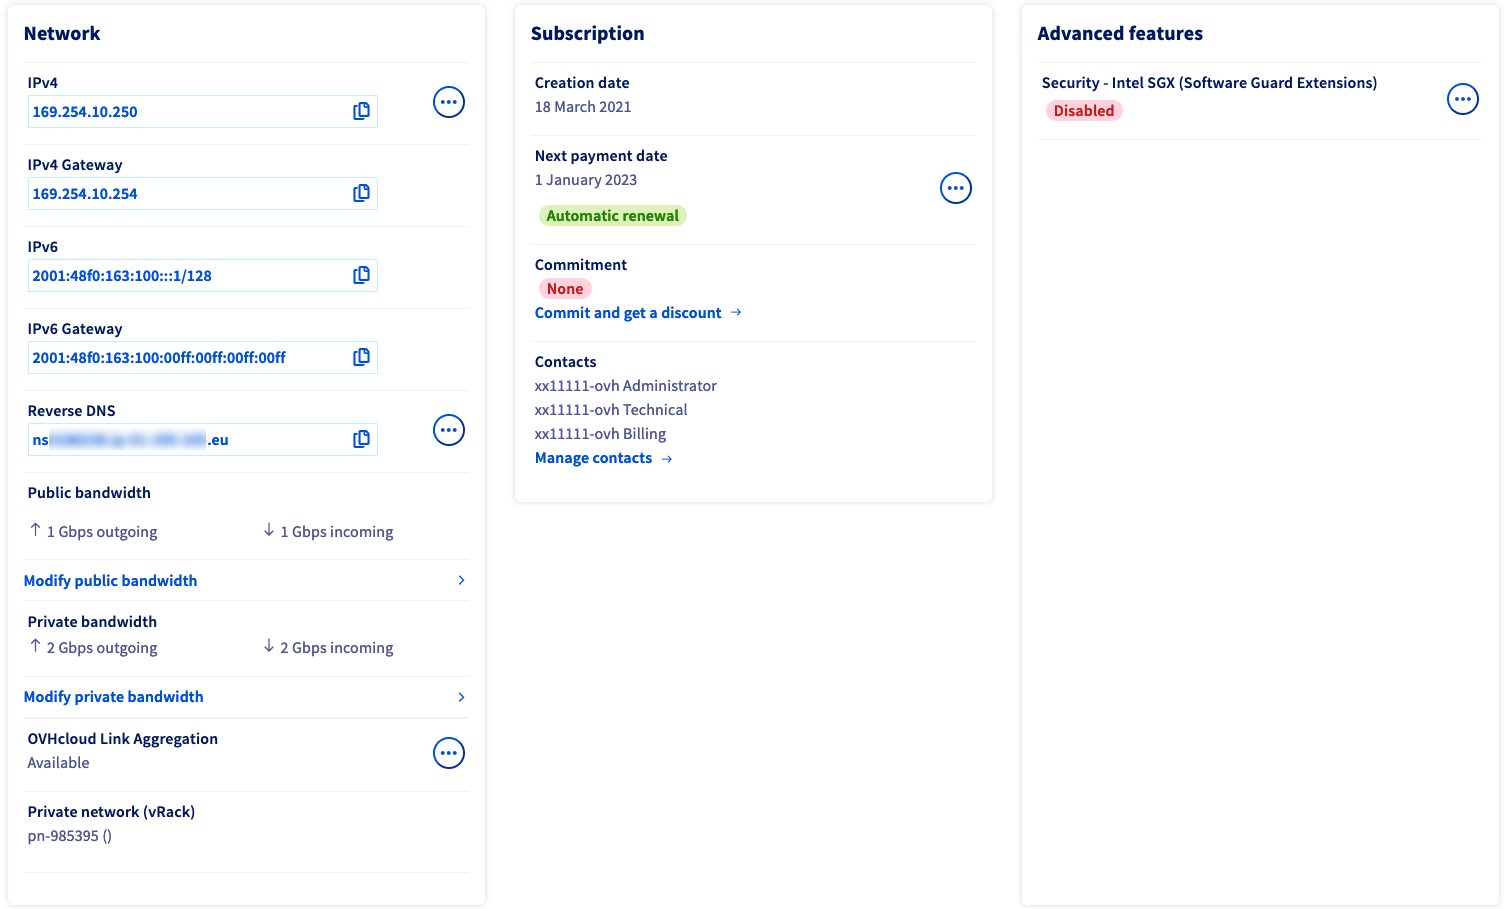 Network
IPv4
169.254.10.250
IPv4 Gateway
169.254.10.254
IPv6
2001:48f0:163:100:::1/128
IPv6 Gateway
2001:48f0:163:100:00ff:00ff:00ff:00ff
Reverse DNS
ns .eu
Public bandwidth
↑ 1 Gbps outgoing ↓ 1 Gbps incoming
Modify public bandwidth
Private bandwidth
↑ 2 Gbps outgoing ↓ 2 Gbps incoming
Modify private bandwidth
OVHcloud Link Aggregation
Available
Private network (vRack)
pn-985395 ()
Subscription
Creation date
18 March 2021
Next payment date
1 January 2023
Automatic renewal
Commitment
None
Commit and get a discount →
Contacts
xx11111-ovh Administrator
xx11111-ovh Technical
xx11111-ovh Billing
Manage contacts →
Advanced features
Security - Intel SGX (Software Guard Extensions)
Disabled